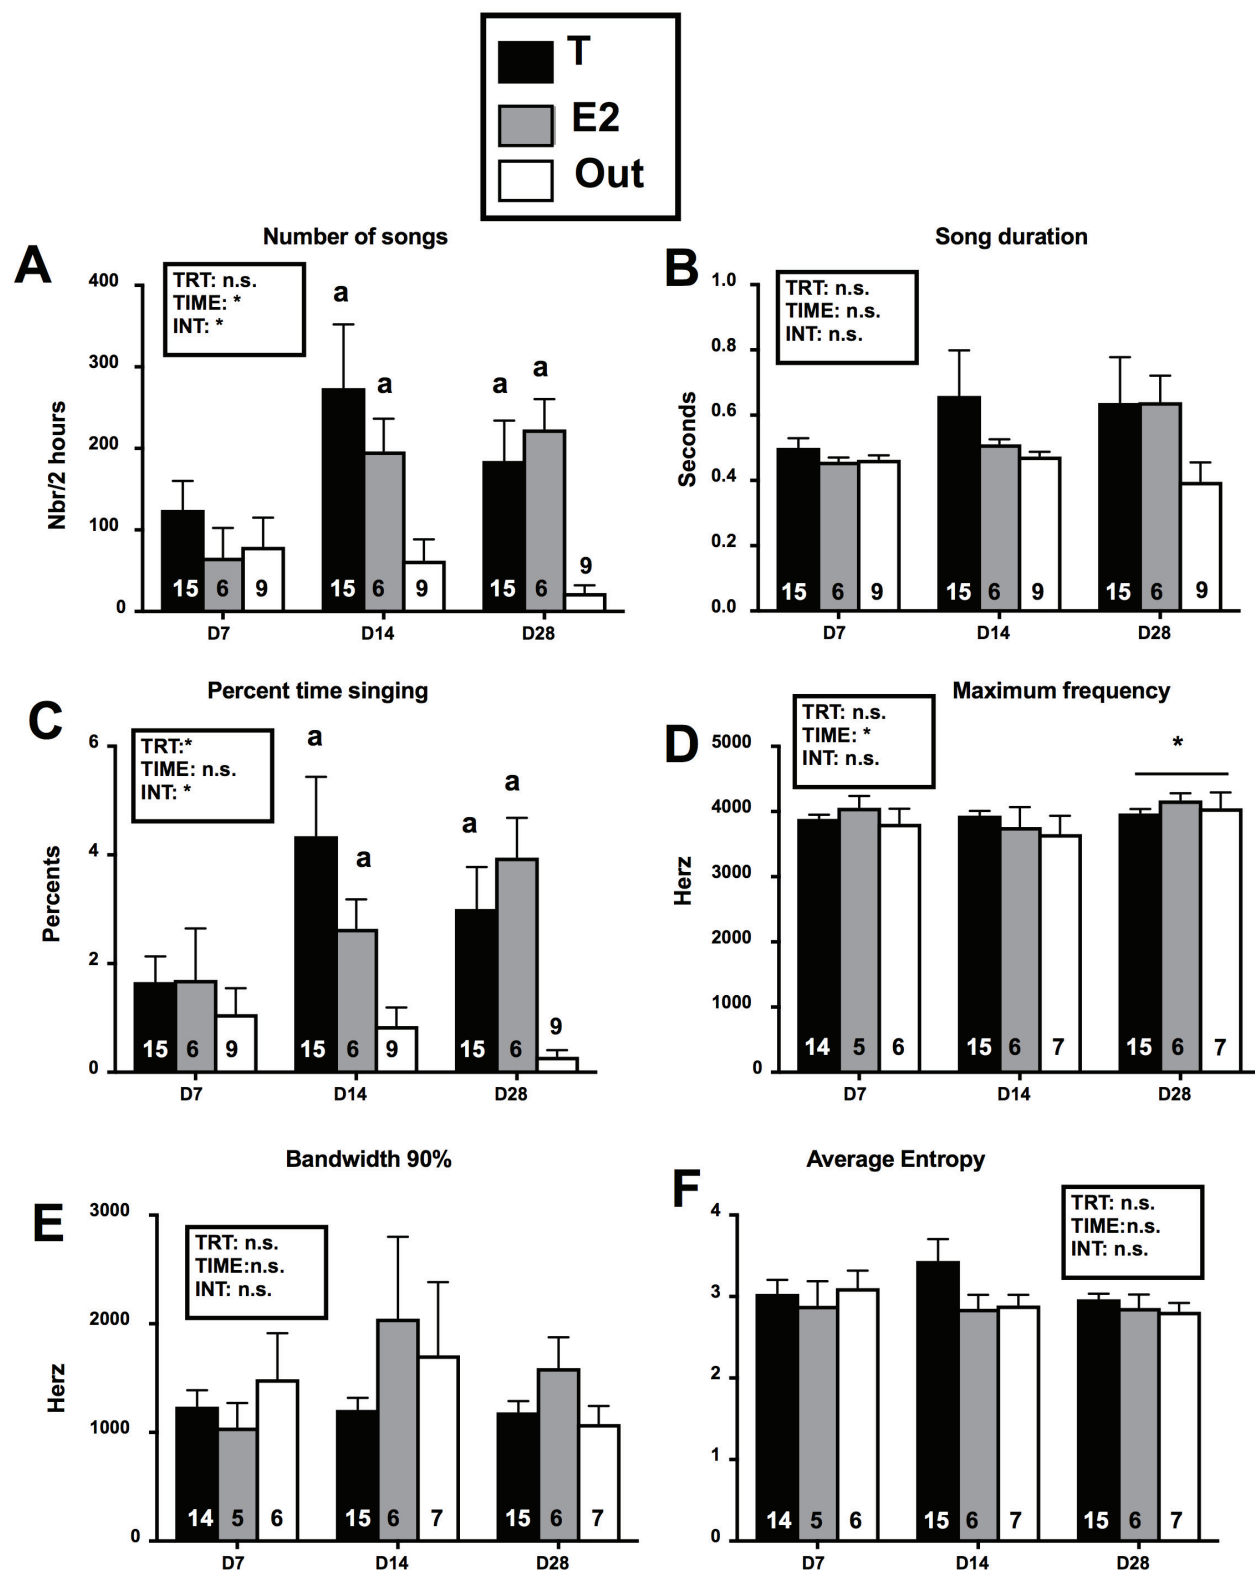 T
E2
Out
A
Number of songs
TRT: n.s.
TIME: *
INT: *
Nbr/2 hours
400
300
200
100
0
a
a
a
a
15
6
9
15
6
9
15
6
9
D7
D14
D28
B
Song duration
TRT: n.s.
TIME: n.s.
INT: n.s.
Seconds
1.0
0.8
0.6
0.4
0.2
0.0
15
6
9
15
6
9
15
6
9
D7
D14
D28
C
Percent time singing
TRT:*
TIME: n.s.
INT: *
Percents
6
4
2
0
a
a
a
a
15
6
9
15
6
9
15
6
9
D7
D14
D28
D
Maximum frequency
TRT: n.s.
TIME: *
INT: n.s.
Herz
5000
4000
3000
2000
1000
0
*
14
5
6
15
6
7
15
6
7
D7
D14
D28
E
Bandwidth 90%
TRT: n.s.
TIME:n.s.
INT: n.s.
Herz
3000
2000
1000
0
14
5
6
15
6
7
15
6
7
D7
D14
D28
F
Average Entropy
TRT: n.s.
TIME:n.s.
INT: n.s.
4
3
2
1
0
14
5
6
15
6
7
15
6
7
D7
D14
D28